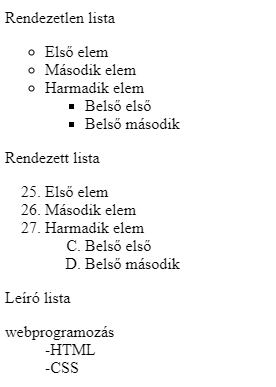 Rendezetlen lista
Első elem
Második elem
Harmadik elem
Belső első
Belső második
Rendezett lista
25. Első elem
26. Második elem
27. Harmadik elem
C. Belső első
D. Belső második
Leíró lista
webprogramozás
-HTML
-CSS